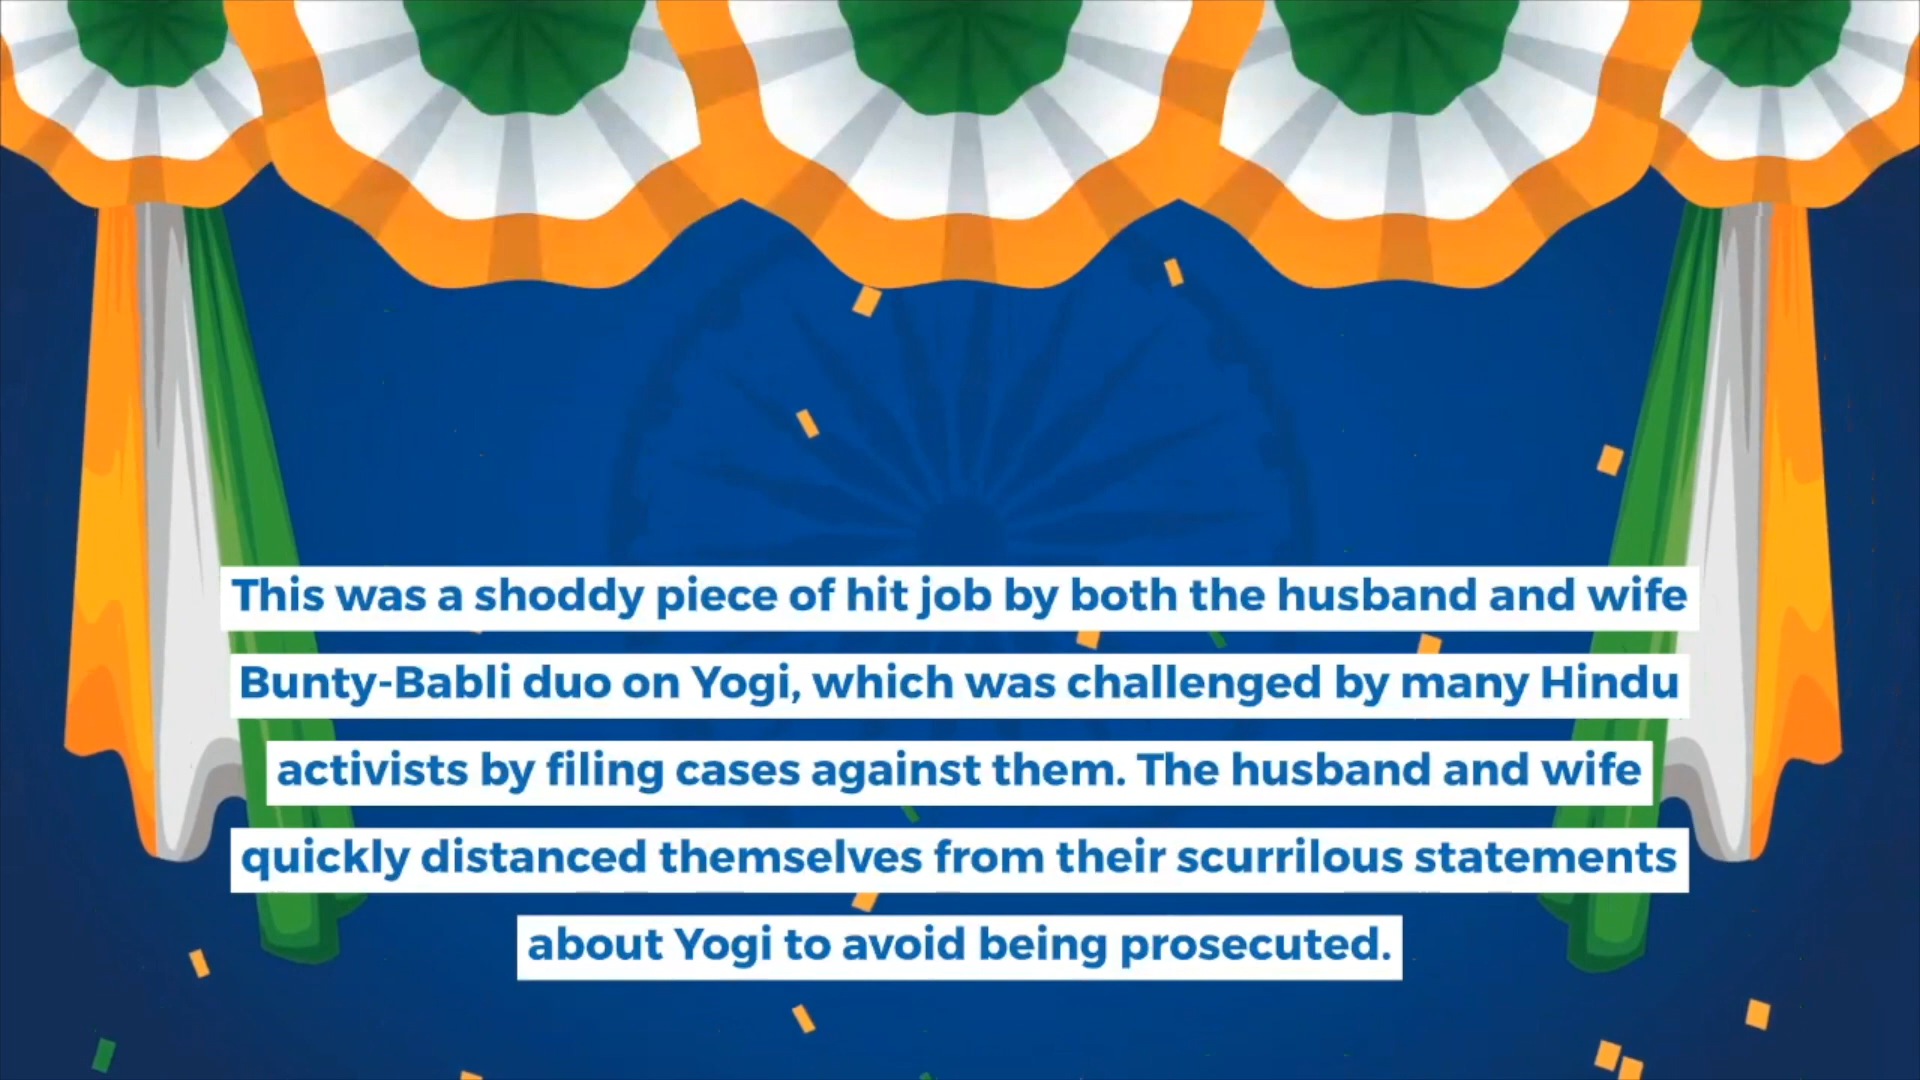 This was a shoddy piece of hit job by both the husband and wife
Bunty-Babli duo on Yogi, which was challenged by many Hindu
activists by filing cases against them. The husband and wife
quickly distanced themselves from their scurrilous statements
about Yogi to avoid being prosecuted.